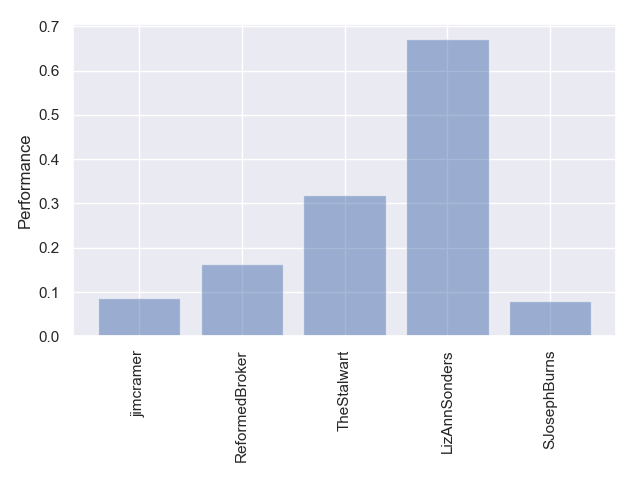 0.7
0.6
0.5
0.4
0.3
0.2
0.1
0.0
Performance
jimcramer
ReformedBroker
TheStalwart
LizAnnSonders
SJosephBurns